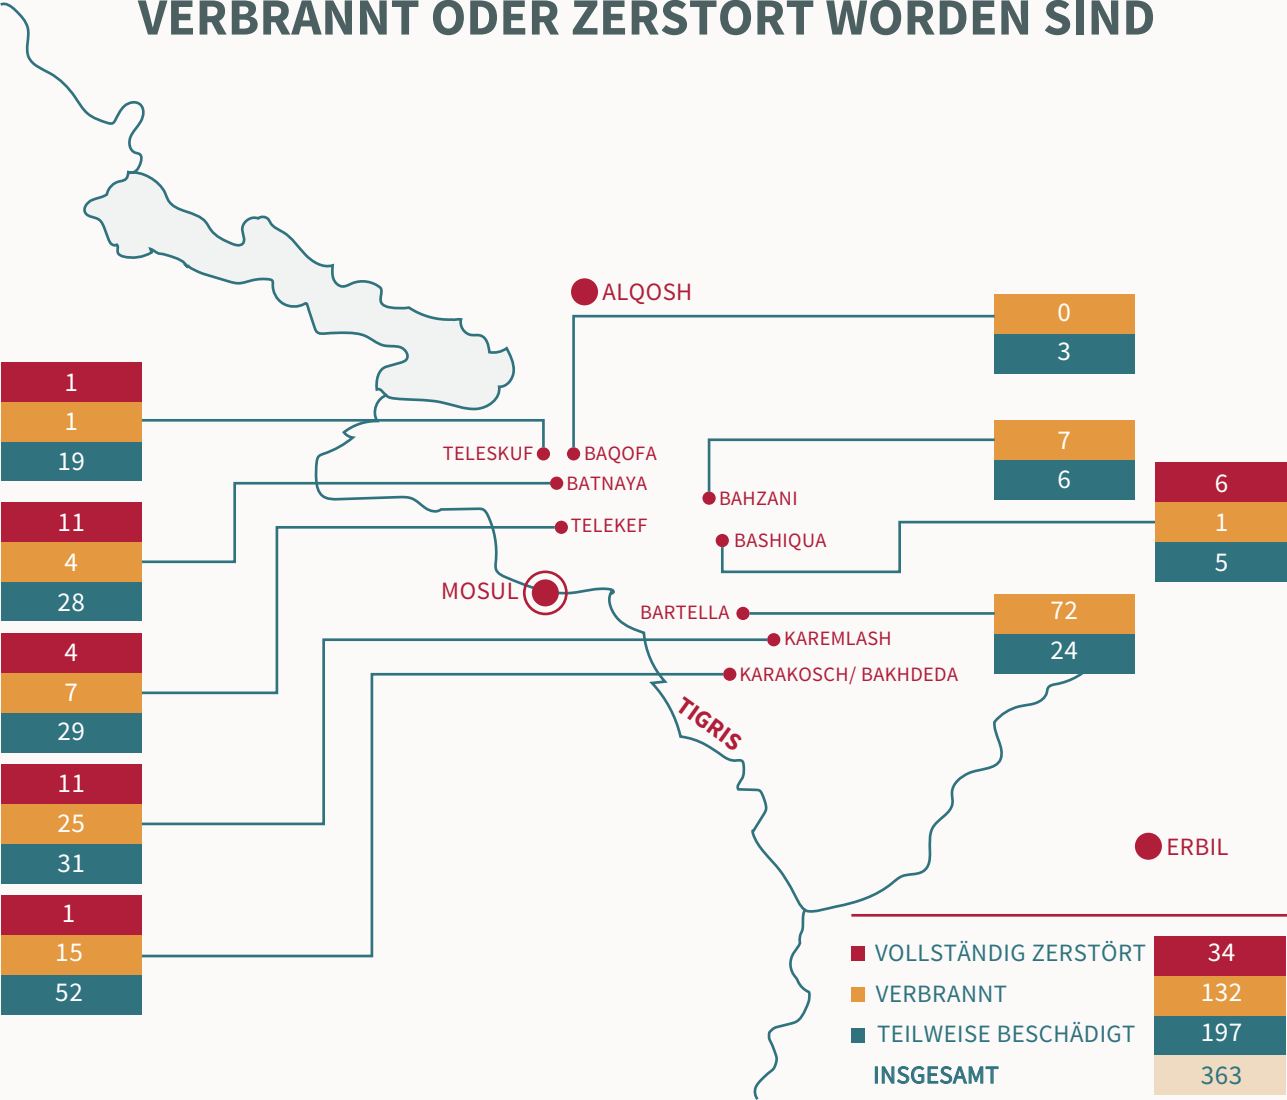 VERBRANNT ODER ZERSTÖRT WORDEN SIND
ALQOSH
0
3
1
1
19
TELESKUF
BAQOFA
7
6
BATNAYA
BAHZANI
6
1
5
11
4
28
TELEKEF
BASHIQUA
MOSUL
BARTELLA
72
24
KAREMLASH
4
7
29
KARAKOSCH/ BAKHDEDA
TIGRIS
11
25
31
ERBIL
1
15
52
VOLLSTÄNDIG ZERSTÖRT 34
VERBRANNT 132
TEILWEISE BESCHÄDIGT 197
INSGESAMT 363